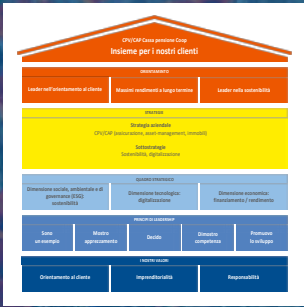 CPV/CAP Cassa pensione Coop
Insieme per i nostri clienti
ORIENTAMENTO
Leader nell'orientamento al cliente
Massimi rendimenti a lungo termine
Leader nella sostenibilità
STRATEGIE
Strategia aziendale
CPV/CAP (assicurazione, asset management, immobili)
Sottostrategie
Sostenibilità, digitalizzazione
QUADRO STRATEGICO
Dimensione sociale, ambientale e di
governance (ESG):
sostenibilità
Dimensione tecnologica:
digitalizzazione
Dimensione economica:
finanziamento / rendimento
PRINCIPI DI LEADERSHIP
Sono
un esempio
Mostro
apprezzamento
Decido
Dimostro
competenza
Promuovo
lo sviluppo
I NOSTRI VALORI
Orientamento al cliente
Imprenditorialità
Responsabilità